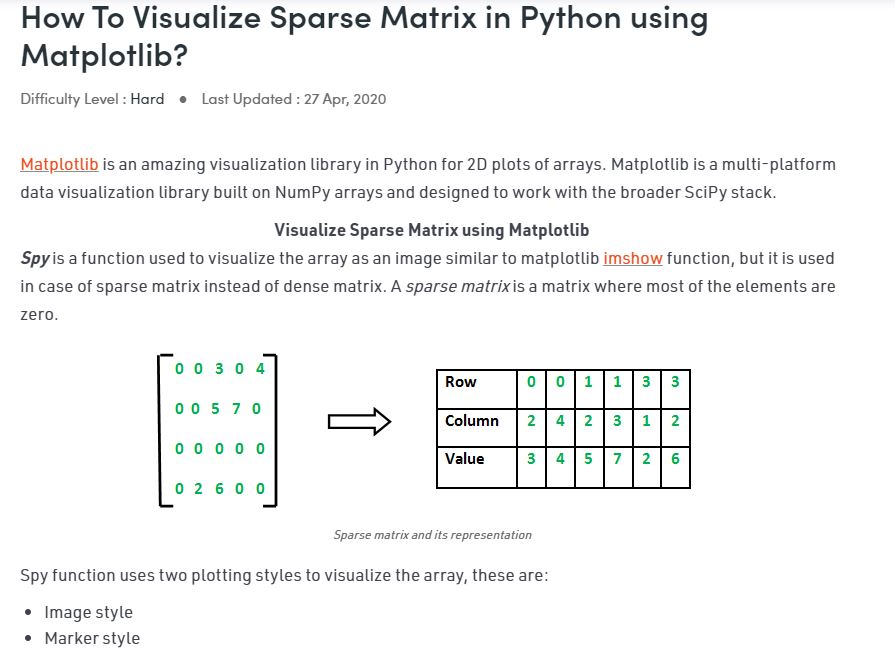 How To Visualize Sparse Matrix in Python using
Matplotlib?
Difficulty Level : Hard • Last Updated : 27 Apr, 2020
Matplotlib is an amazing visualization library in Python for 2D plots of arrays. Matplotlib is a multi-platform
data visualization library built on NumPy arrays and designed to work with the broader SciPy stack.
Visualize Sparse Matrix using Matplotlib
Spy is a function used to visualize the array as an image similar to matplotlib imshow function, but it is used
in case of sparse matrix instead of dense matrix. A sparse matrix is a matrix where most of the elements are
zero.
0 0 3 0 4
0 0 5 7 0
0 0 0 0 0
0 2 6 0 0
Row 0 0 1 1 3 3
Column 2 4 2 3 1 2
Value 3 4 5 7 2 6
Sparse matrix and its representation
Spy function uses two plotting styles to visualize the array, these are:
• Image style
• Marker style